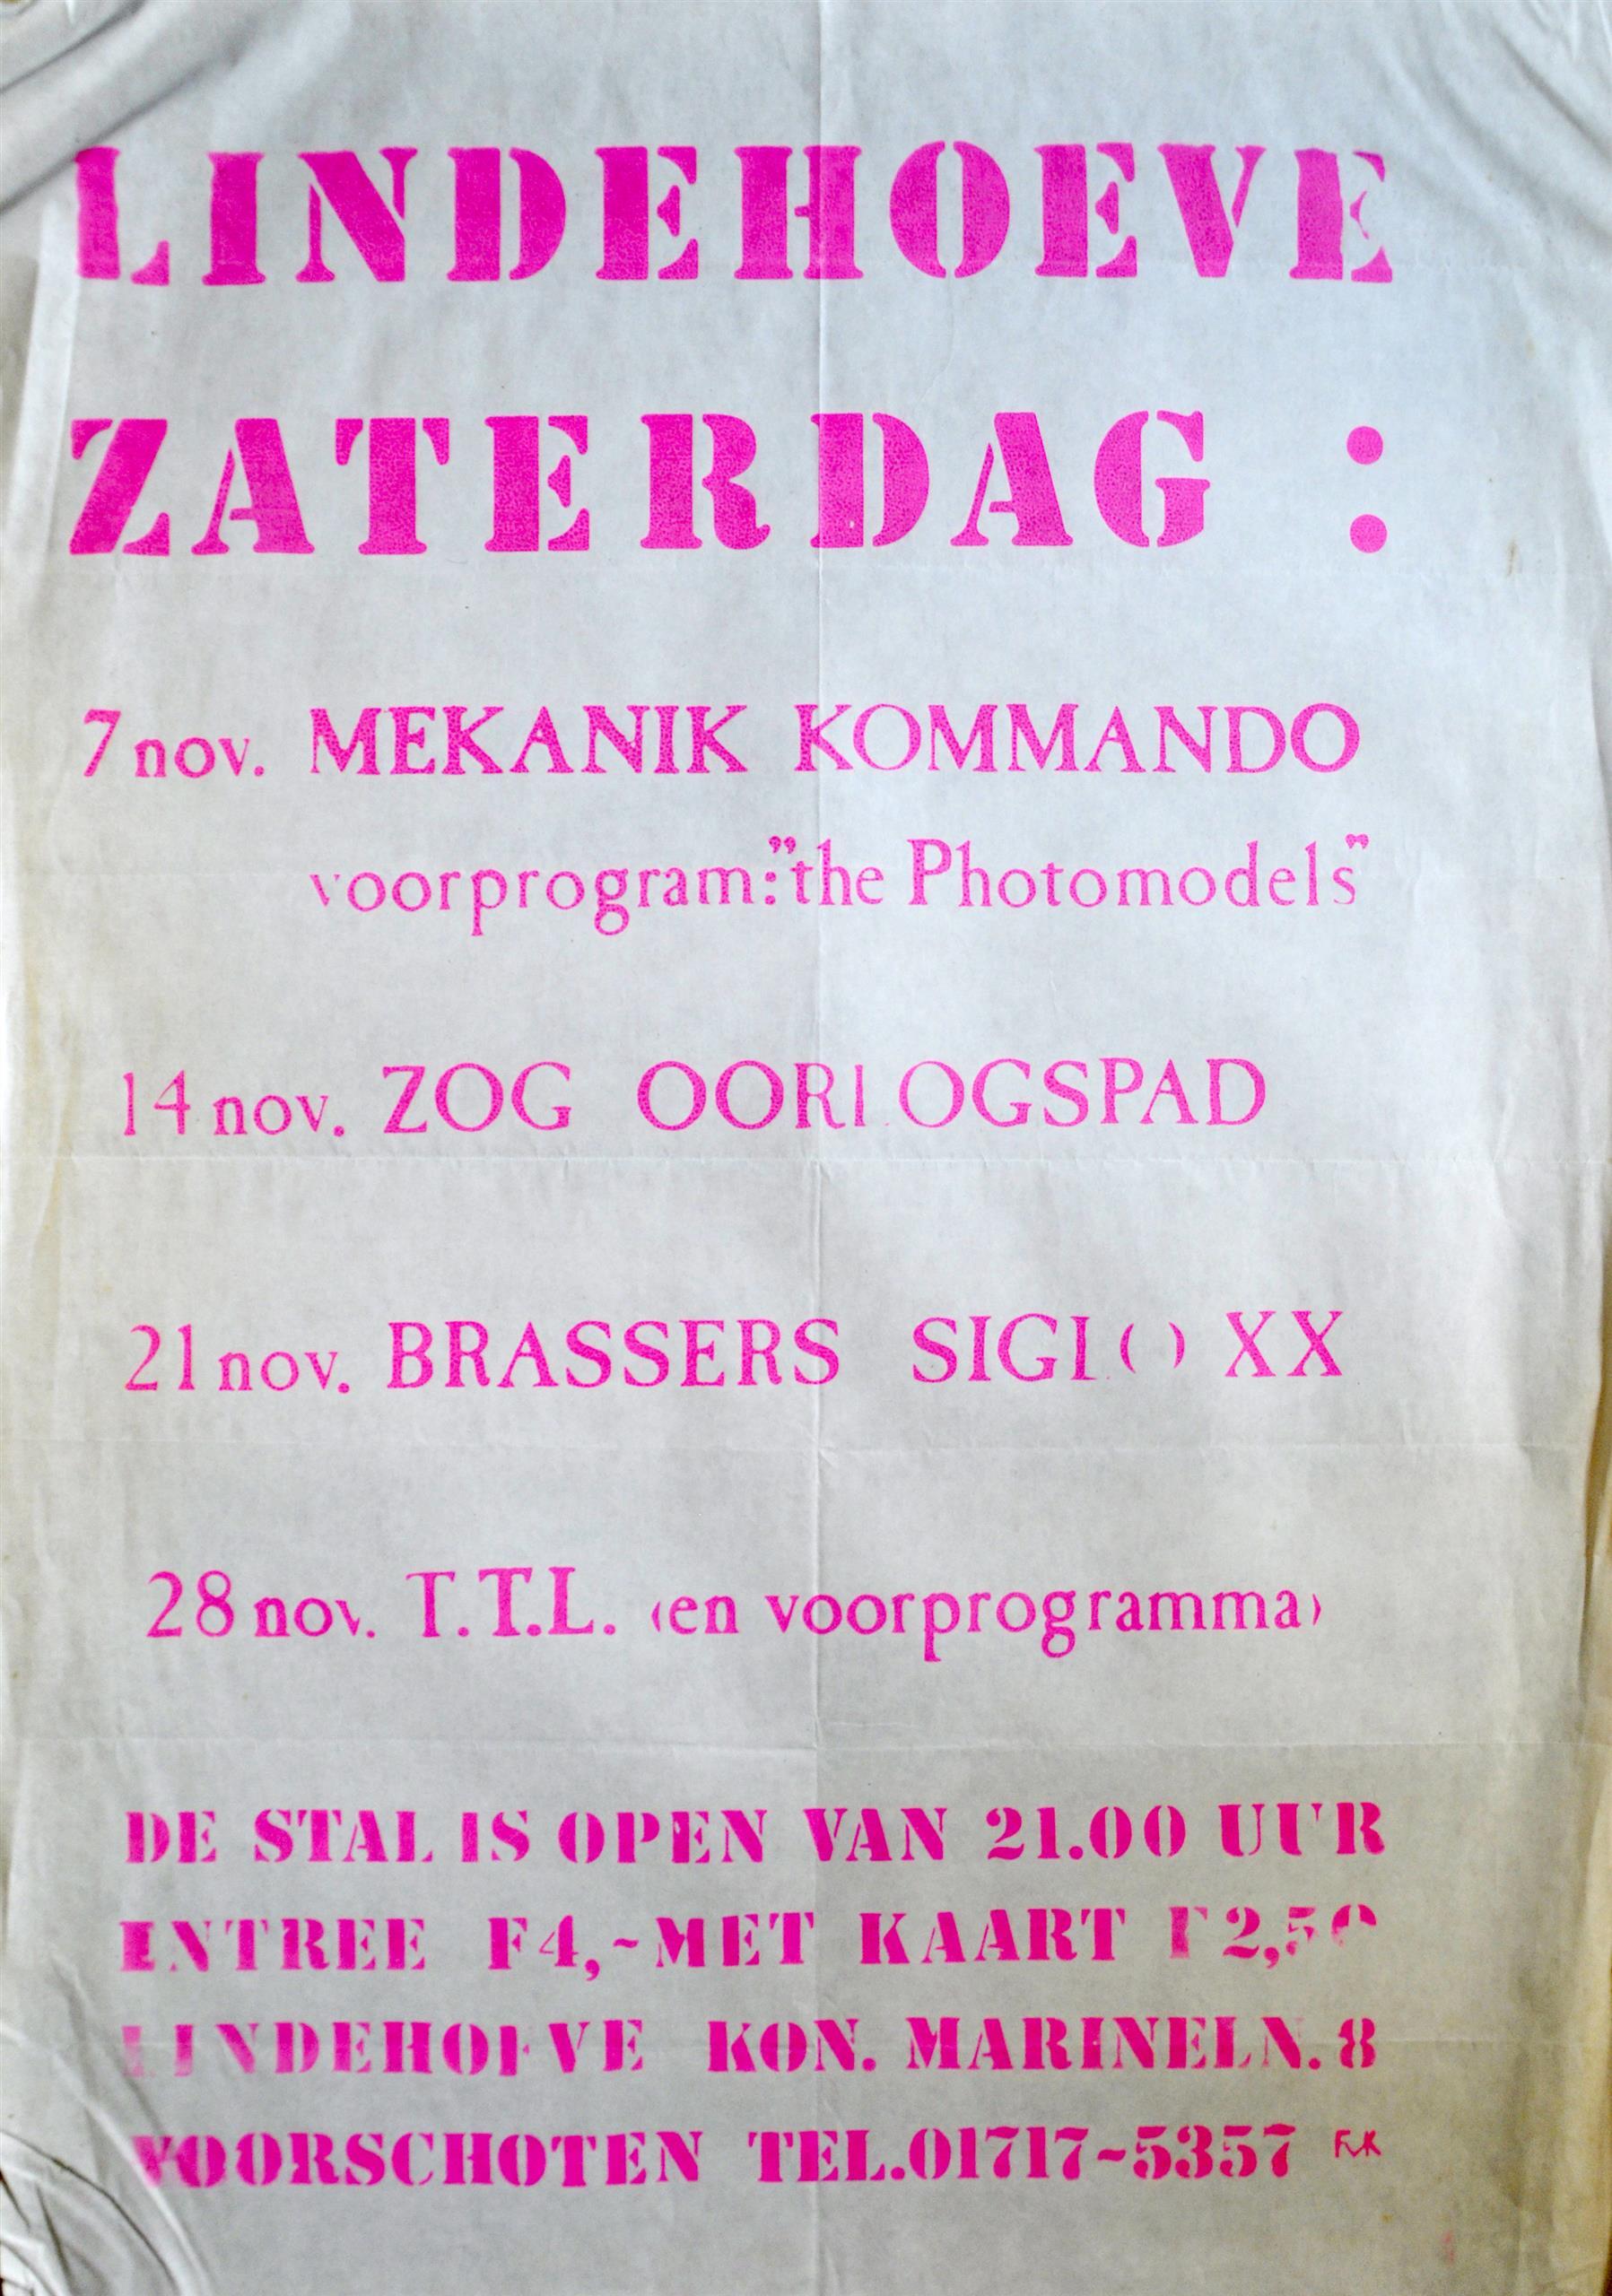 LINDEHOEVE
ZATERDAG :
7 nov. MEKANIK KOMMANDO
voorprogram: "the Photomodels"
14 nov. ZOG OORLOGSPAD
21 nov. BRASSERS SIGLO XX
28 nov. T.T.L. (en voorprogramma)
DE STAL IS OPEN VAN 21.00 UUR
ENTREE F4,- MET KAART F 2,50
LINDEHOEVE KON. MARINELN. 8
VOORSCHOTEN TEL. 01717-5357